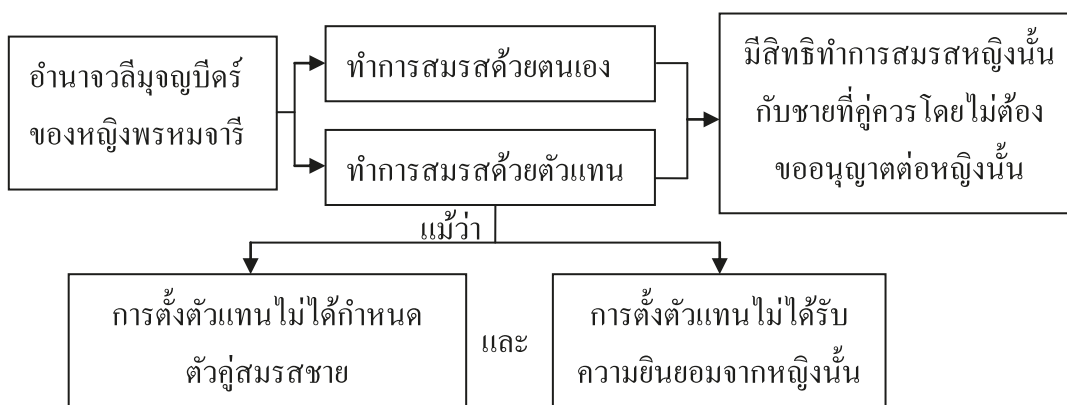 อำนาจวลีมุจญบีดร์
ของหญิงพรหมจารี
ทำการสมรสด้วยตนเอง
ทำการสมรสด้วยตัวแทน
มีสิทธิทำการสมรสหญิงนั้น
กับชายที่คู่ควรโดยไม่ต้อง
ขออนุญาตต่อหญิงนั้น
แม้ว่า
การตั้งตัวแทนไม่ได้กำหนด
ตัวคู่สมรสชาย
และ
การตั้งตัวแทนไม่ได้รับ
ความยินยอมจากหญิงนั้น